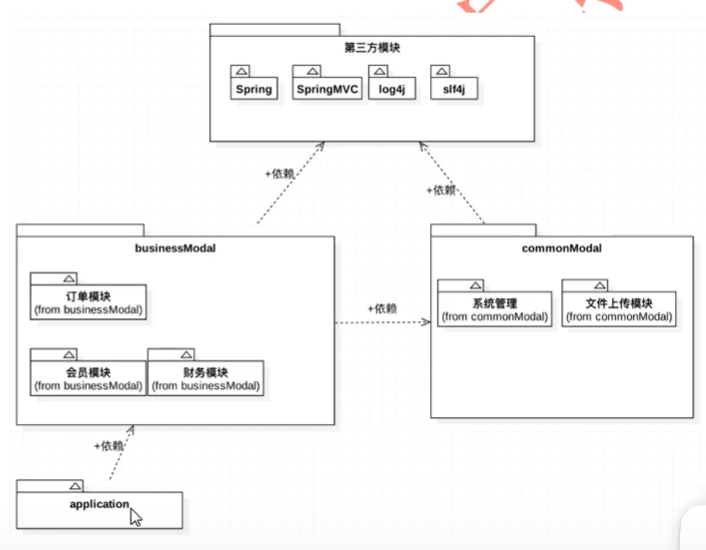 第三方模块
Spring
SpringMVC
log4j
slf4j
+依赖
+依赖
businessModal
订单模块
(from businessModal)
会员模块
(from businessModal)
财务模块
(from businessModal)
+依赖
commonModal
系统管理
(from commonModal)
文件上传模块
(from commonModal)
+依赖
application